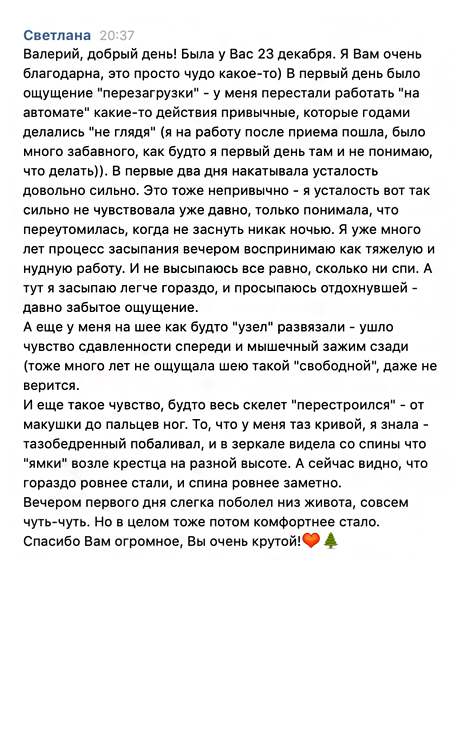 Светлана 20:37
Валерий, добрый день! Была у Вас 23 декабря. Я Вам очень
благодарна, это просто чудо какое-то) В первый день было
ощущение "перезагрузки" - у меня перестали работать "на
автомате" какие-то действия привычные, которые годами
делались "не глядя" (я на работу после приема пошла, было
много забавного, как будто я первый день там и не понимаю,
что делать)). В первые два дня накатывала усталость
довольно сильно. Это тоже непривычно - я усталость вот так
сильно не чувствовала уже давно, только понимала, что
переутомилась, когда не заснуть никак ночью. Я уже много
лет процесс засыпания вечером воспринимаю как тяжелую и
нудную работу. И не высыпаюсь все равно, сколько ни спи. А
тут я засыпаю легче гораздо, и просыпаюсь отдохнувшей -
давно забытое ощущение.
А еще у меня на шее как будто "узел" развязали - ушло
чувство сдавленности спереди и мышечный зажим сзади
(тоже много лет не ощущала шею такой "свободной", даже не
верится.
И еще такое чувство, будто весь скелет "перестроился" - от
макушки до пальцев ног. То, что у меня таз кривой, я знала -
тазобедренный побаливал, и в зеркале видела со спины что
"ямки" возле крестца на разной высоте. А сейчас видно, что
гораздо ровнее стали, и спина ровнее заметно.
Вечером первого дня слегка поболел низ живота, совсем
чуть-чуть. Но в целом тоже потом комфортнее стало.
Спасибо Вам огромное, Вы очень крутой!❤️🌲